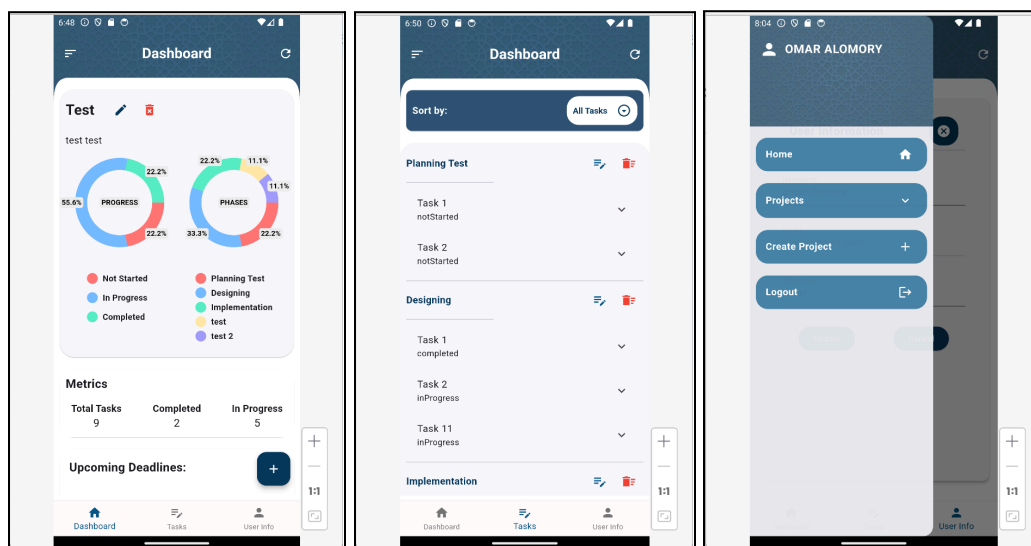 6:48
Dashboard
Test
test test
22.2%
55.6%
PROGRESS
22.2%
22.2%
11.1%
11.1%
PHASES
33.3%
22.2%
Not Started
In Progress
Completed
Planning Test
Designing
Implementation
test
test 2
Metrics
Total Tasks Completed In Progress
9 2 5
Upcoming Deadlines:
+
Dashboard Tasks User Info
1:1
6:50
Dashboard
Sort by: All Tasks
Planning Test
Task 1
notStarted
Task 2
notStarted
Designing
Task 1
completed
Task 2
inProgress
Task 11
inProgress
Implementation
Dashboard Tasks User Info
1:1
8:04
OMAR ALOMORY
User Information
Home
Projects
Create Project
Logout
User Info
1:1